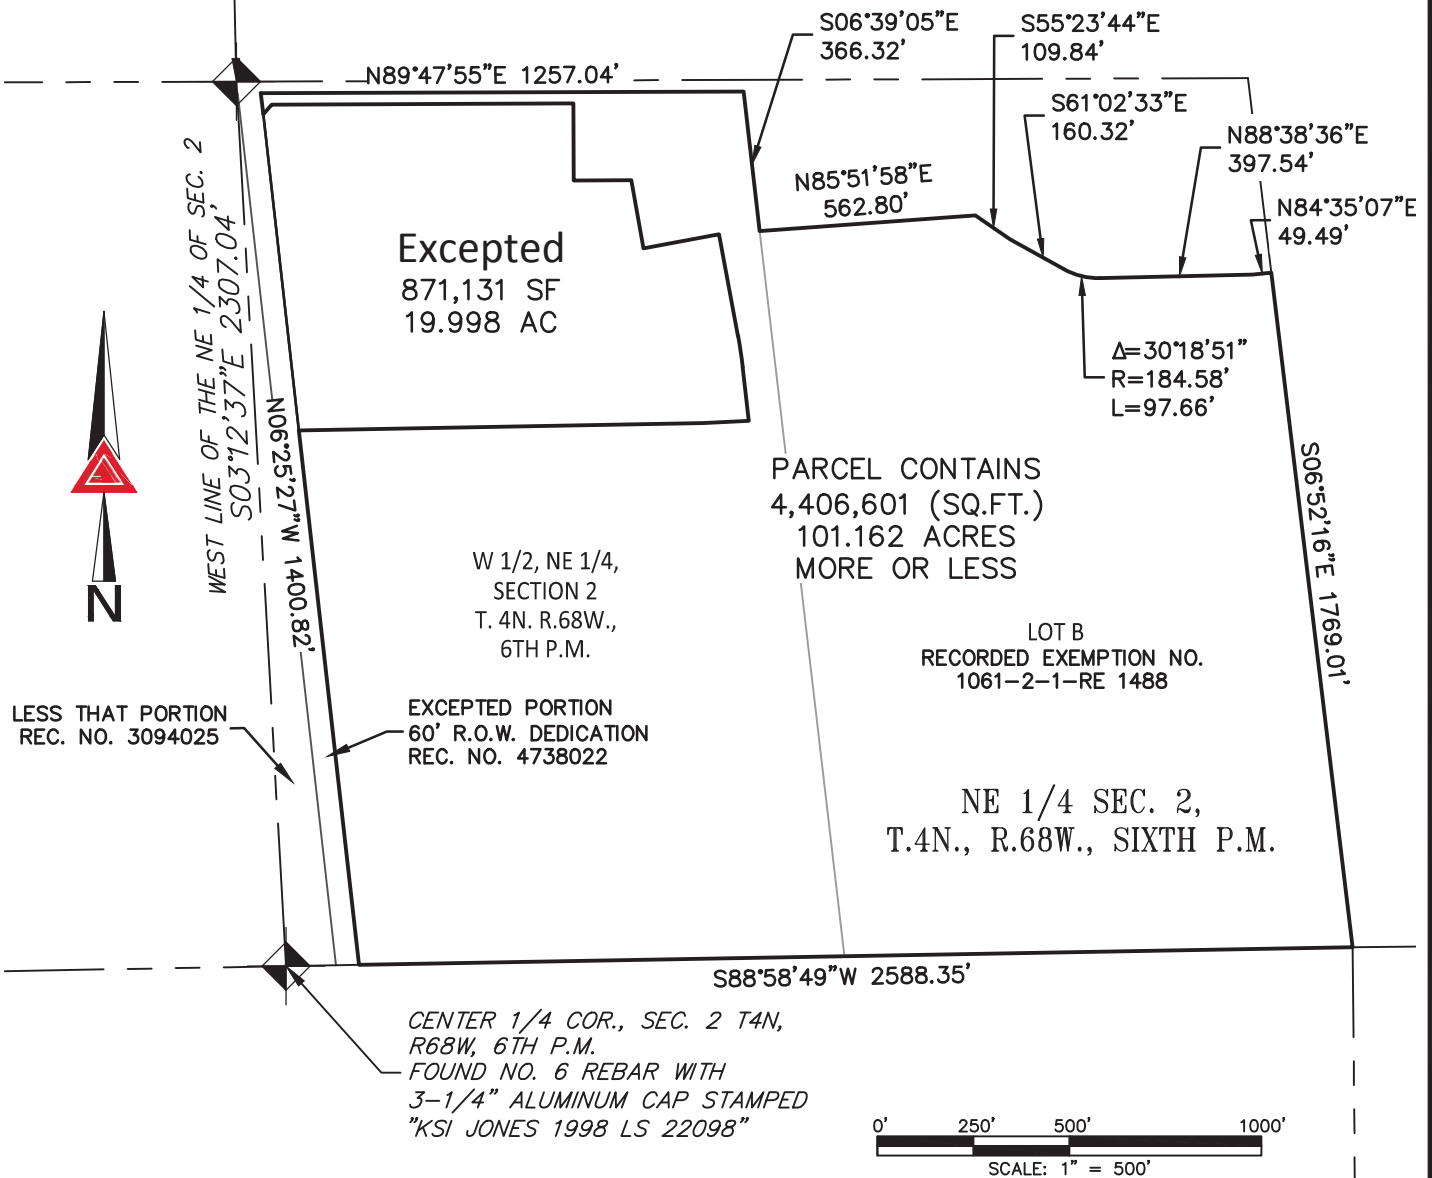 S06°39'05"E
366.32'
S55°23'44"E
109.84'
N89°47'55"E 1257.04'
S61°02'33"E
160.32'
N88°38'36"E
397.54'
N85°51'58"E
562.80'
N84°35'07"E
49.49'
WEST LINE OF THE NE 1/4 OF SEC. 2
S03°12'37"E 2307.04'
Excepted
871,131 SF
19.998 AC
Δ=30°18'51"
R=184.58'
L=97.66'
N06°25'27"W 1400.82'
S06°52'16"E 1769.01'
PARCEL CONTAINS
4,406,601 (SQ.FT.)
101.162 ACRES
MORE OR LESS
W 1/2, NE 1/4,
SECTION 2
T. 4N. R.68W.,
6TH P.M.
N
LOT B
RECORDED EXEMPTION NO.
1061-2-1-RE 1488
LESS THAT PORTION
REC. NO. 3094025
EXCEPTED PORTION
60' R.O.W. DEDICATION
REC. NO. 4738022
NE 1/4 SEC. 2,
T.4N., R.68W., SIXTH P.M.
S88°58'49"W 2588.35'
CENTER 1/4 COR., SEC. 2 T4N,
R68W, 6TH P.M.
FOUND NO. 6 REBAR WITH
3-1/4" ALUMINUM CAP STAMPED
"KSI JONES 1998 LS 22098"
0' 250' 500' 1000'
SCALE: 1" = 500'